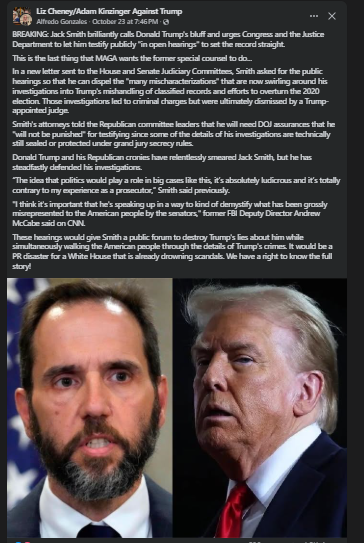 Liz Cheney/Adam Kinzinger Against Trump
Alfredo Gonzales · October 23 at 7:46 PM ·
BREAKING: Jack Smith brilliantly calls Donald Trump's bluff and urges Congress and the Justice
Department to let him testify publicly "in open hearings" to set the record straight.
This is the last thing that MAGA wants the former special counsel to do...
In a new letter sent to the House and Senate Judiciary Committees, Smith asked for the public
hearings so that he can dispel the "many mischaracterizations" that are now swirling around his
investigations into Trump's mishandling of classified records and efforts to overturn the 2020
election. Those investigations led to criminal charges but were ultimately dismissed by a Trump-
appointed judge.
Smith's attorneys told the Republican committee leaders that he will need DOJ assurances that he
"will not be punished" for testifying since some of the details of his investigations are technically
still sealed or protected under grand jury secrecy rules.
Donald Trump and his Republican cronies have relentlessly smeared Jack Smith, but he has
steadfastly defended his investigations.
"The idea that politics would play a role in big cases like this, it's absolutely ludicrous and it's totally
contrary to my experience as a prosecutor," Smith said previously.
"I think it's important that he's speaking up in a way to kind of demystify what has been grossly
misrepresented to the American people by the senators," former FBI Deputy Director Andrew
McCabe said on CNN.
These hearings would give Smith a public forum to destroy Trump's lies about him while
simultaneously walking the American people through the details of Trump's crimes. It would be a
PR disaster for a White House that is already drowning scandals. We have a right to know the full
story!